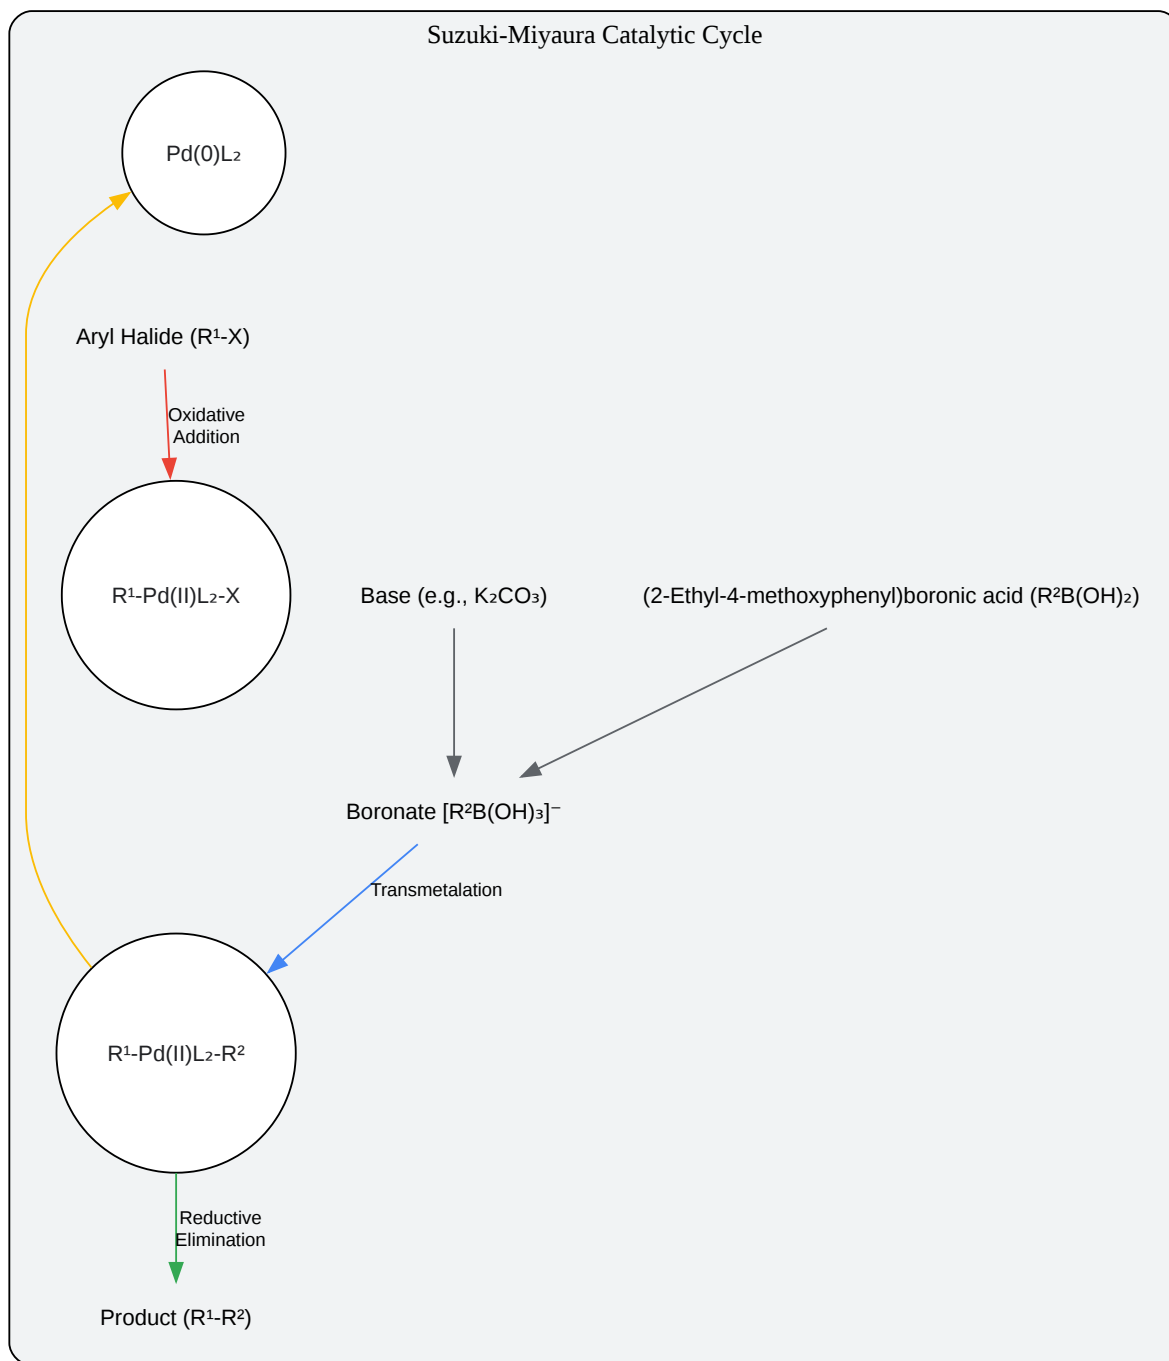 Suzuki-Miyaura Catalytic Cycle
Pd(0)L₂
Aryl Halide (R¹-X)
Oxidative
Addition
R¹-Pd(II)L₂-X
Base (e.g., K₂CO₃)
(2-Ethyl-4-methoxyphenyl)boronic acid (R²B(OH)₂)
Boronate [R²B(OH)₃]⁻
Transmetalation
R¹-Pd(II)L₂-R²
Reductive
Elimination
Product (R¹-R²)